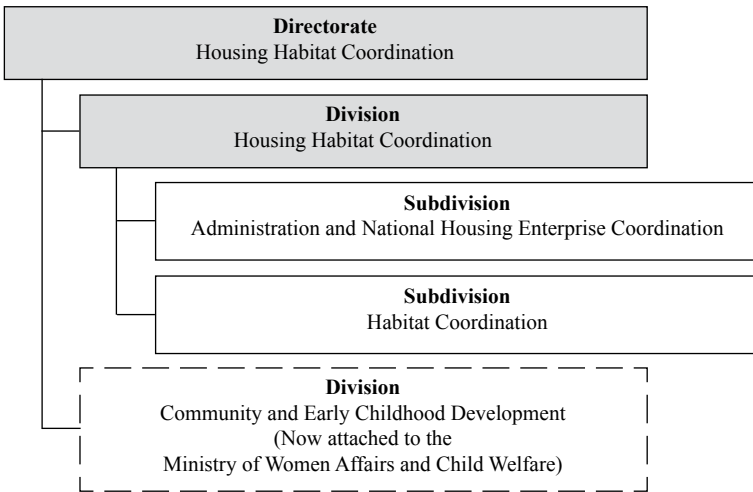 Directorate
Housing Habitat Coordination
Division
Housing Habitat Coordination
Subdivision
Administration and National Housing Enterprise Coordination
Subdivision
Habitat Coordination
Division
Community and Early Childhood Development
(Now attached to the
Ministry of Women Affairs and Child Welfare)